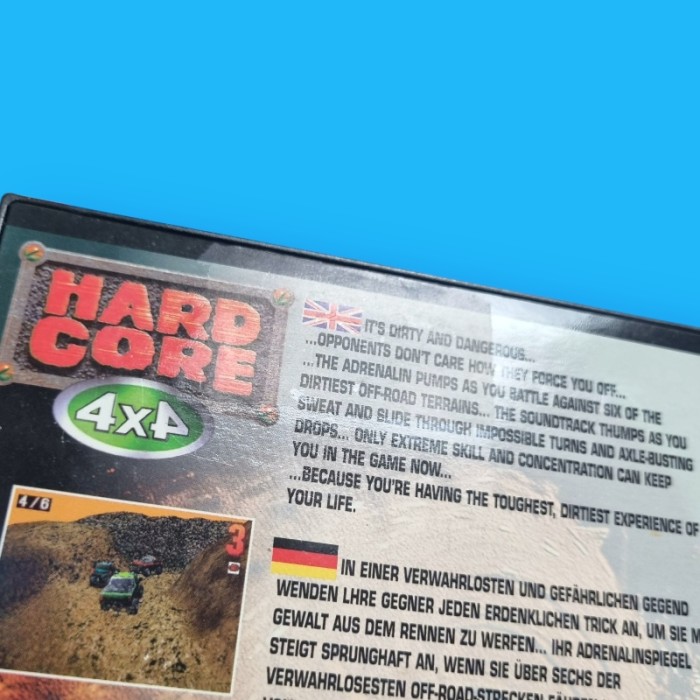 HARD
CORE
4x4
IT'S DIRTY AND DANGEROUS...
...OPPONENTS DON'T CARE HOW THEY FORCE YOU OFF...
...THE ADRENALIN PUMPS AS YOU BATTLE AGAINST SIX OF THE
DIRTIEST OFF-ROAD TERRAINS... THE SOUNDTRACK THUMPS AS YOU
SWEAT AND SLIDE THROUGH IMPOSSIBLE TURNS AND AXLE-BUSTING
DROPS... ONLY EXTREME SKILL AND CONCENTRATION CAN KEEP
YOU IN THE GAME NOW...
...BECAUSE YOU'RE HAVING THE TOUGHEST, DIRTIEST EXPERIENCE OF
YOUR LIFE.
4/6
3
IN EINER VERWAHRLOSTEN UND GEFÄHRLICHEN GEGEND
WENDEN LHRE GEGNER JEDEN ERDENKLICHEN TRICK AN, UM SIE M
GEWALT AUS DEM RENNEN ZU WERFEN... IHR ADRENALINSPIEGEL
STEIGT SPRUNGHAFT AN, WENN SIE ÜBER SECHS DER
VERWAHRLOSESTEN OFF-ROAD-STRECKEN